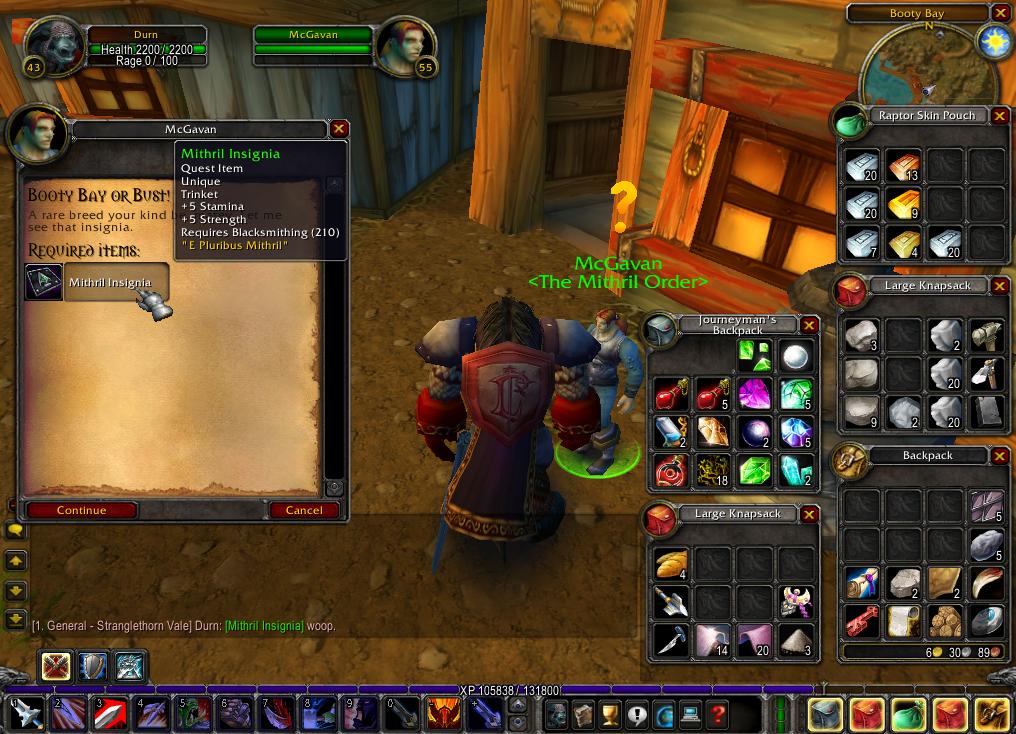 Durn
Health 2200 / 2200
Rage 0 / 100
43
McGavan
55
Booty Bay
N
McGavan
Mithril Insignia
Quest Item
Unique
Trinket
+5 Stamina
+5 Strength
Requires Blacksmithing (210)
"E Pluribus Mithril"
Booty Bay or Bust!
A rare breed your kind
see that insignia.
Required items:
Mithril Insignia
Continue
Cancel
?
McGavan
<The Mithril Order>
Raptor Skin Pouch
20 13
20 9
7 4 20
Large Knapsack
3 2
20
9 2 20
Journeyman's
Backpack
5 5
2 2 5
18 2
Backpack
5
5
2 2
6 30 89
Large Knapsack
4
14 20 3
[1. General - Stranglethorn Vale] Durn: [Mithril Insignia] woop.
XP 105838 / 131800
1 2 3 4 5 6 7 8 9 0 - +